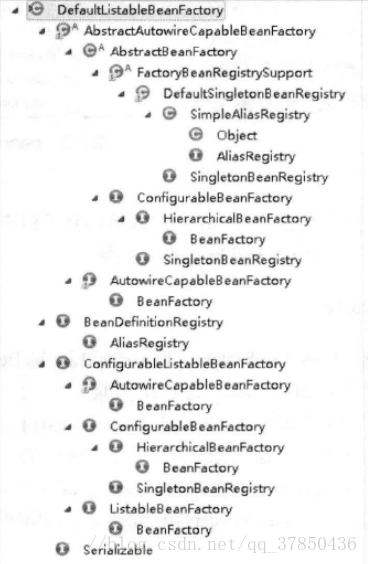 DefaultListableBeanFactory
AbstractAutowireCapableBeanFactory
AbstractBeanFactory
FactoryBeanRegistrySupport
DefaultSingletonBeanRegistry
SimpleAliasRegistry
Object
AliasRegistry
SingletonBeanRegistry
ConfigurableBeanFactory
HierarchicalBeanFactory
BeanFactory
SingletonBeanRegistry
AutowireCapableBeanFactory
BeanFactory
BeanDefinitionRegistry
AliasRegistry
ConfigurableListableBeanFactory
AutowireCapableBeanFactory
BeanFactory
ConfigurableBeanFactory
HierarchicalBeanFactory
BeanFactory
SingletonBeanRegistry
ListableBeanFactory
BeanFactory
Serializable
http://blog.csdn.net/qq_37850436